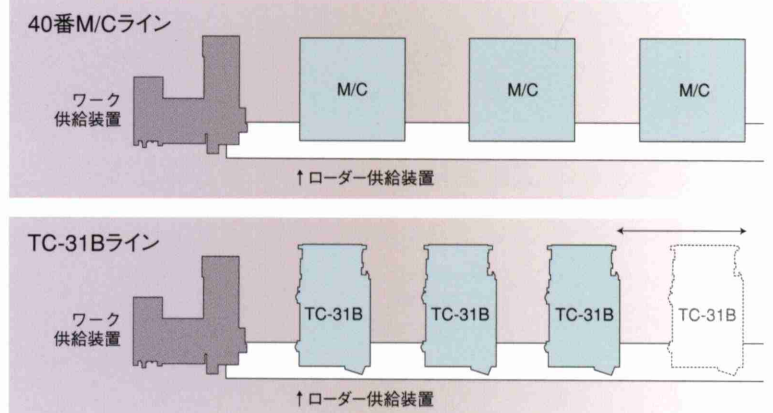 40番M/Cライン
ワーク
供給装置
M/C
M/C
M/C
↑ローダー供給装置
TC-31Bライン
ワーク
供給装置
TC-31B
TC-31B
TC-31B
TC-31B
↑ローダー供給装置